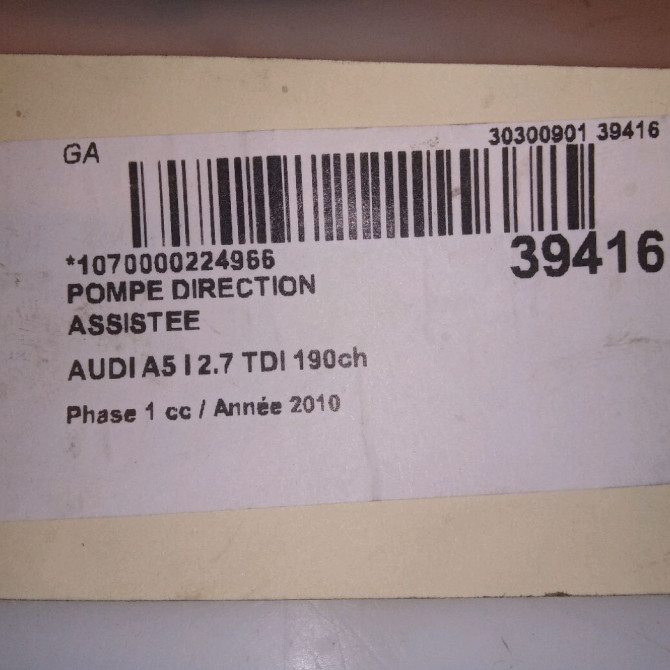 GA
30300901 39416
*1070000224966
39416
POMPE DIRECTION
ASSISTEE
AUDI A5 I 2.7 TDI 190ch
Phase 1 cc / Année 2010